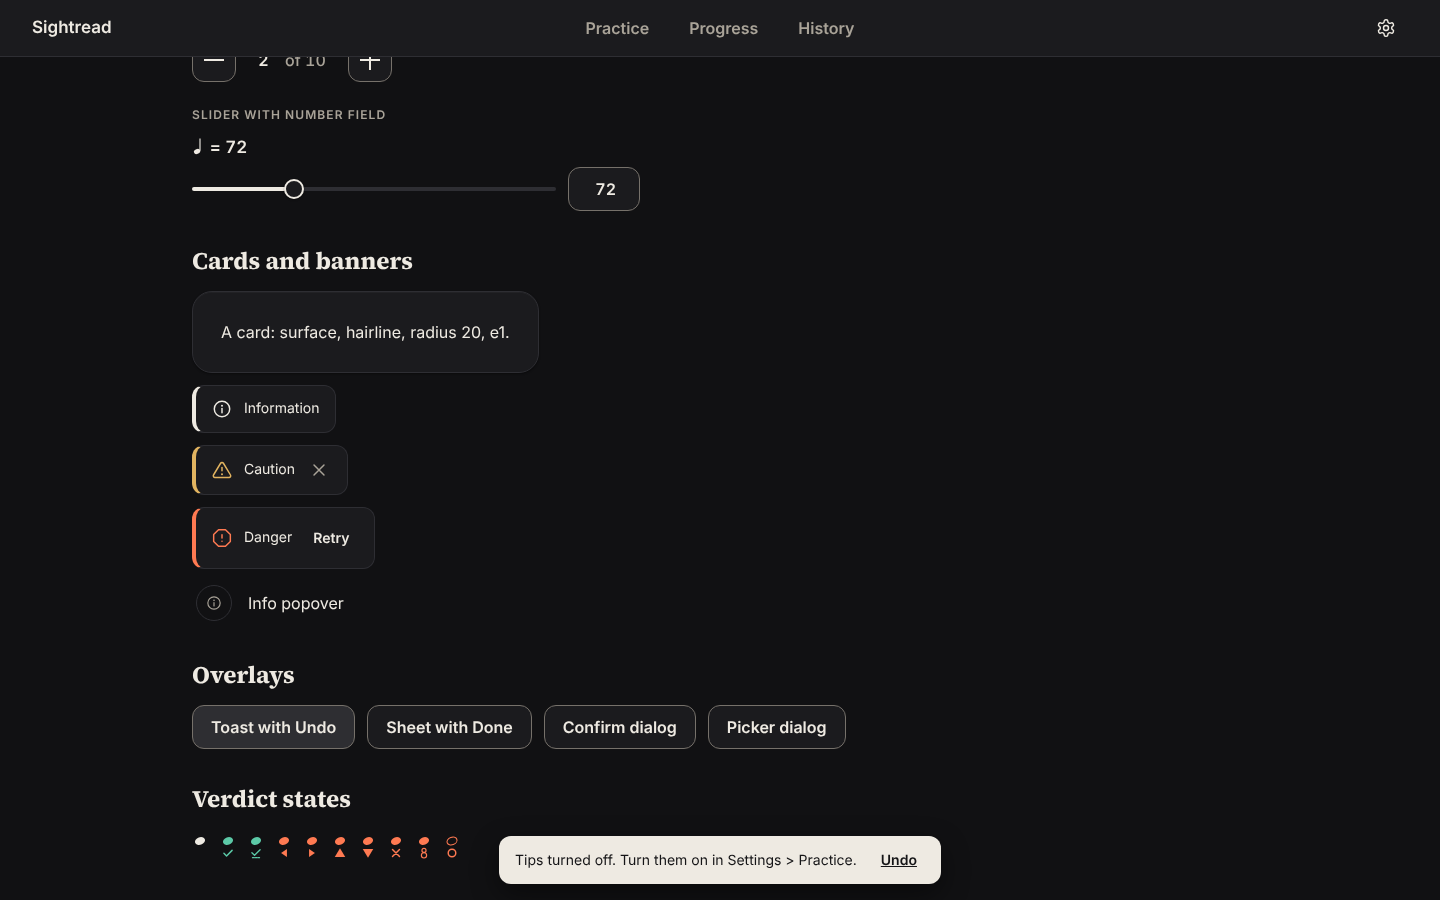 Sightread
Practice
Progress
History
2 of 10
SLIDER WITH NUMBER FIELD
♩ = 72
72
Cards and banners
A card: surface, hairline, radius 20, e1.
Information
Caution
Danger Retry
Info popover
Overlays
Toast with Undo
Sheet with Done
Confirm dialog
Picker dialog
Verdict states
Tips turned off. Turn them on in Settings > Practice. Undo